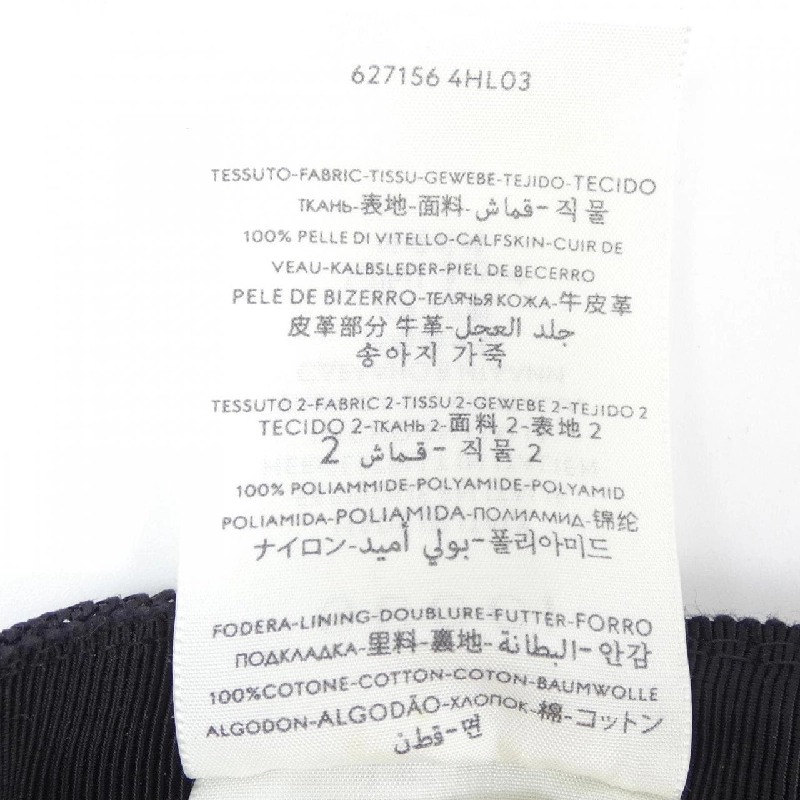 627156 4HL03
TESSUTO-FABRIC-TISSU-GEWEBE-TEJIDO-TECIDO
ТКАНЬ-表地-面料-قماش-직물
100% PELLE DI VITELLO-CALFSKIN-CUIR DE
VEAU-KALBSLEDER-PIEL DE BECERRO
PELE DE BIZERRO-ТЕЛЯЧЬЯ КОЖА-牛皮革
皮革部分 牛革-جلد العجل
송아지 가죽
TESSUTO 2-FABRIC 2-TISSU 2-GEWEBE 2-TEJIDO 2
TECIDO 2-ТКАНЬ 2-面料 2-表地 2
2 قماش - 직물 2
100% POLIAMMIDE-POLYAMIDE-POLYAMID
POLIAMIDA-POLIAMIDA-ПОЛИАМИД-锦纶
ナイロン-بولي أميد-폴리아미드
FODERA-LINING-DOUBLURE-FUTTER-FORRO
ПОДКЛАДКА-里料-裏地-البطانة-안감
100%COTONE-COTTON-COTON-BAUMWOLLE
ALGODON-ALGODÃO-ХЛОПОК-棉-コットン
قطن-면